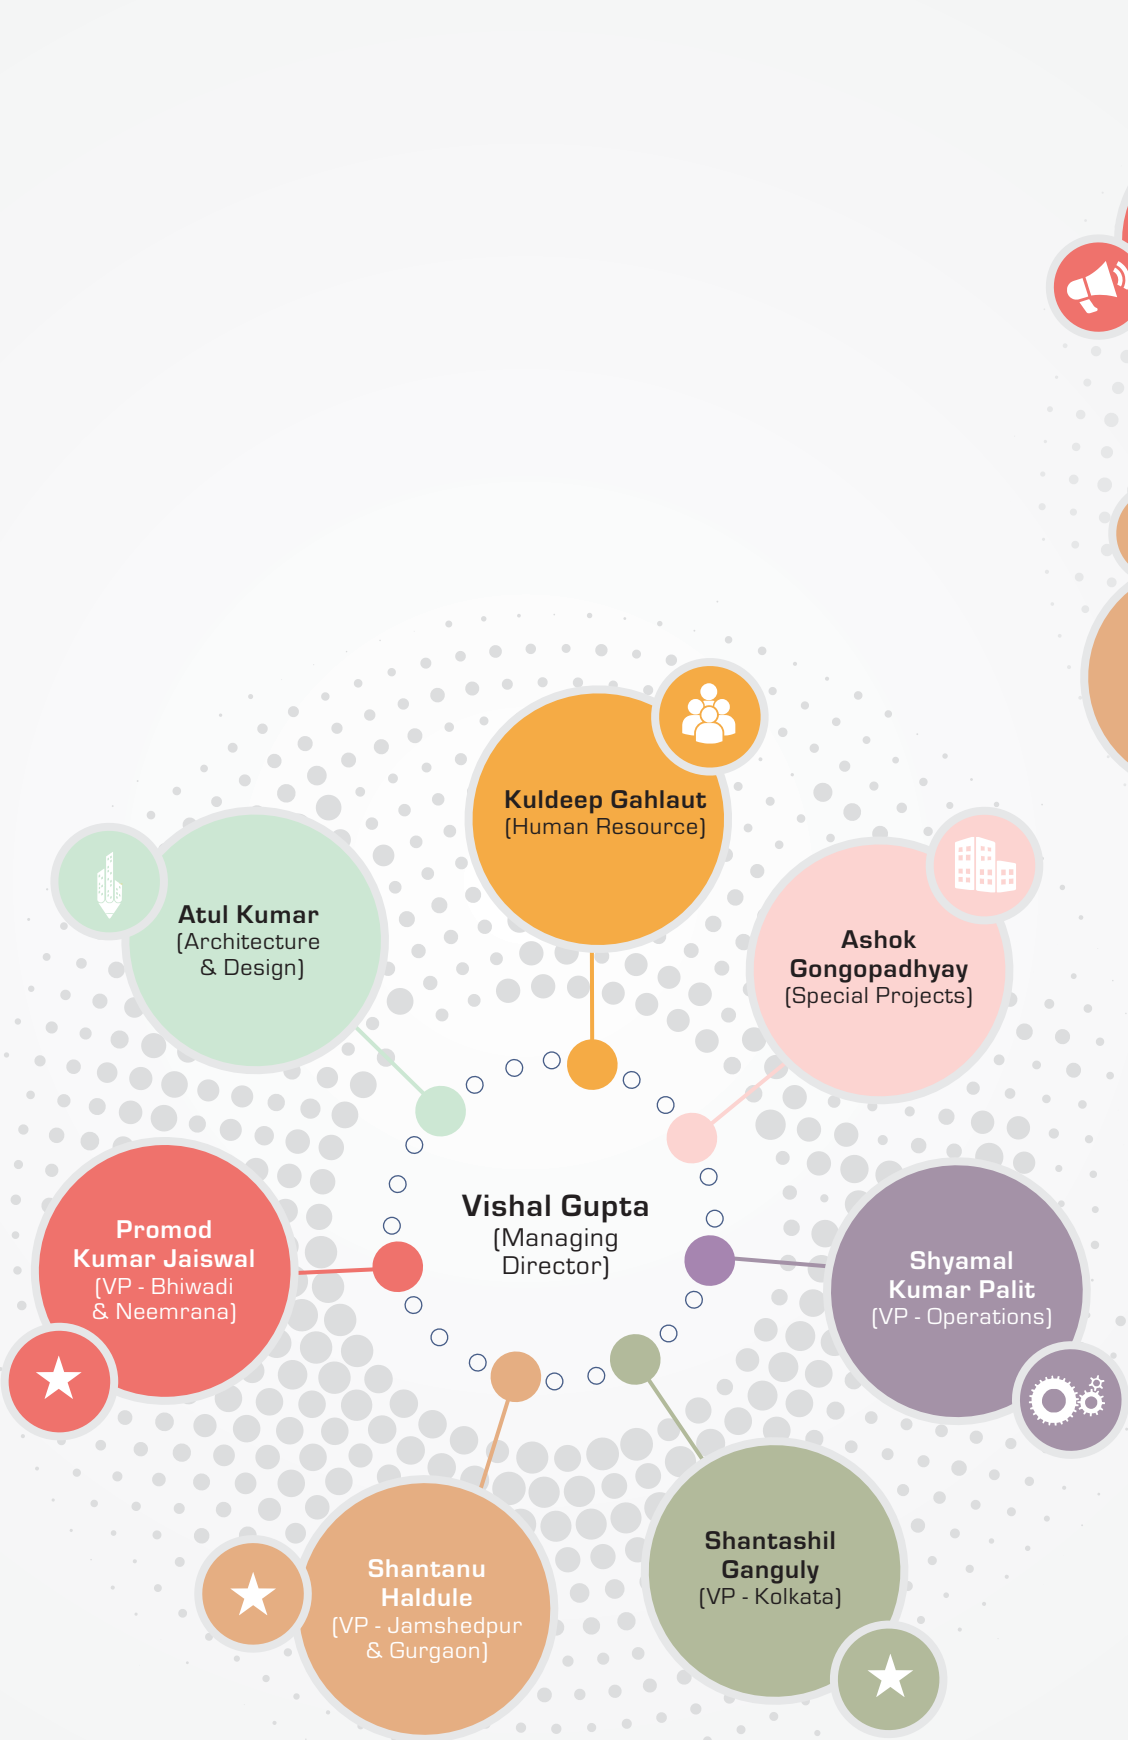 Kuldeep Gahlaut
(Human Resource)
Atul Kumar
(Architecture
& Design)
Ashok
Gongopadhyay
(Special Projects)
Vishal Gupta
(Managing
Director)
Promod
Kumar Jaiswal
(VP - Bhiwadi
& Neemrana)
Shyamal
Kumar Palit
(VP - Operations)
Shantanu
Haldule
(VP - Jamshedpur
& Gurgaon)
Shantashil
Ganguly
(VP - Kolkata)